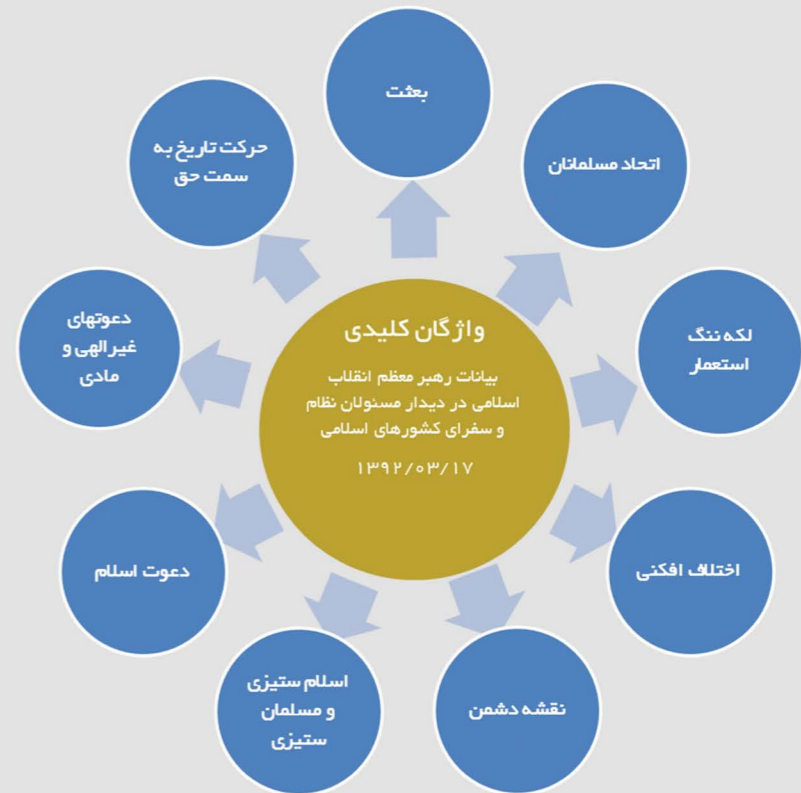 واژگان کلیدی
بیانات رهبر معظم انقلاب
اسلامی در دیدار مسئولان نظام
و سفرای کشورهای اسلامی
۱۳۹۲/۰۳/۱۷
بعثت
اتحاد مسلمانان
لکه ننگ
استعمار
اختلاف افکنی
نقشه دشمن
اسلام ستیزی
و مسلمان
ستیزی
دعوت اسلام
دعوتهای
غیرالهی و
مادی
حرکت تاریخ به
سمت حق